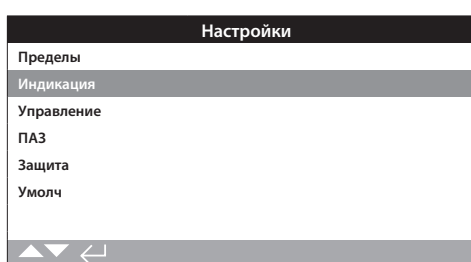 Настройки
Пределы
Индикация
Управление
ПАЗ
Защита
Умолч